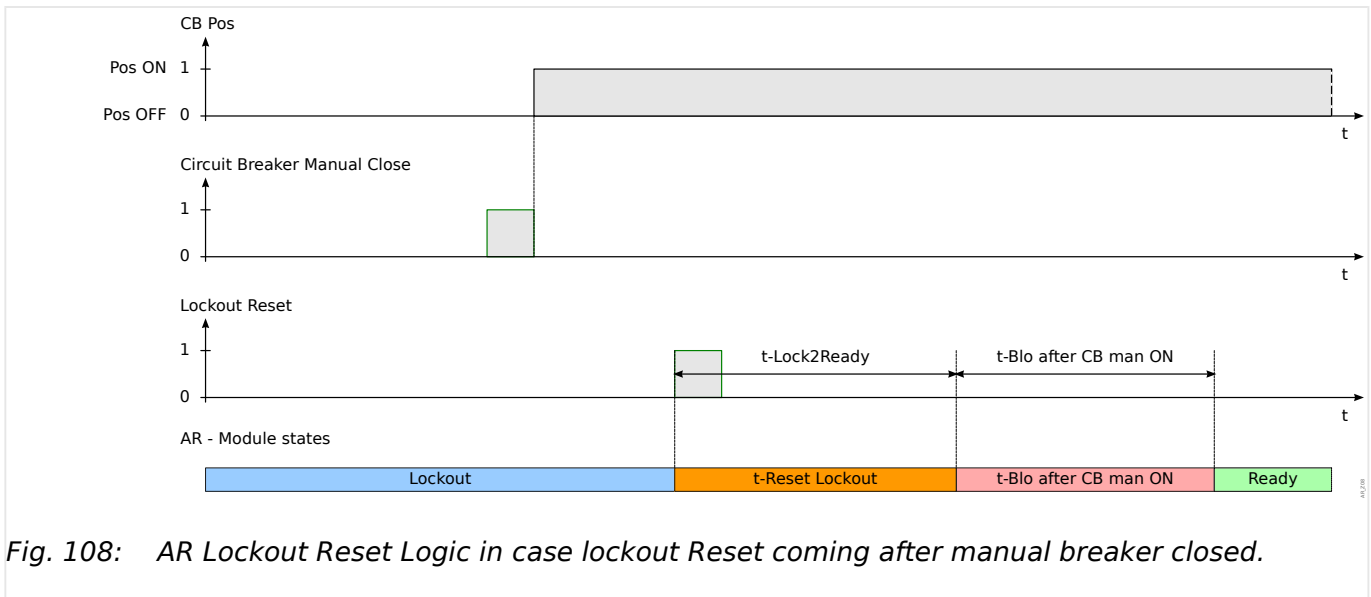 CB Pos
Pos ON 1
Pos OFF 0
t
Circuit Breaker Manual Close
1
0
t
Lockout Reset
1 t-Lock2Ready t-Blo after CB man ON
0
t
AR - Module states
Lockout t-Reset Lockout t-Blo after CB man ON Ready
Fig. 108: AR Lockout Reset Logic in case lockout Reset coming after manual breaker closed.